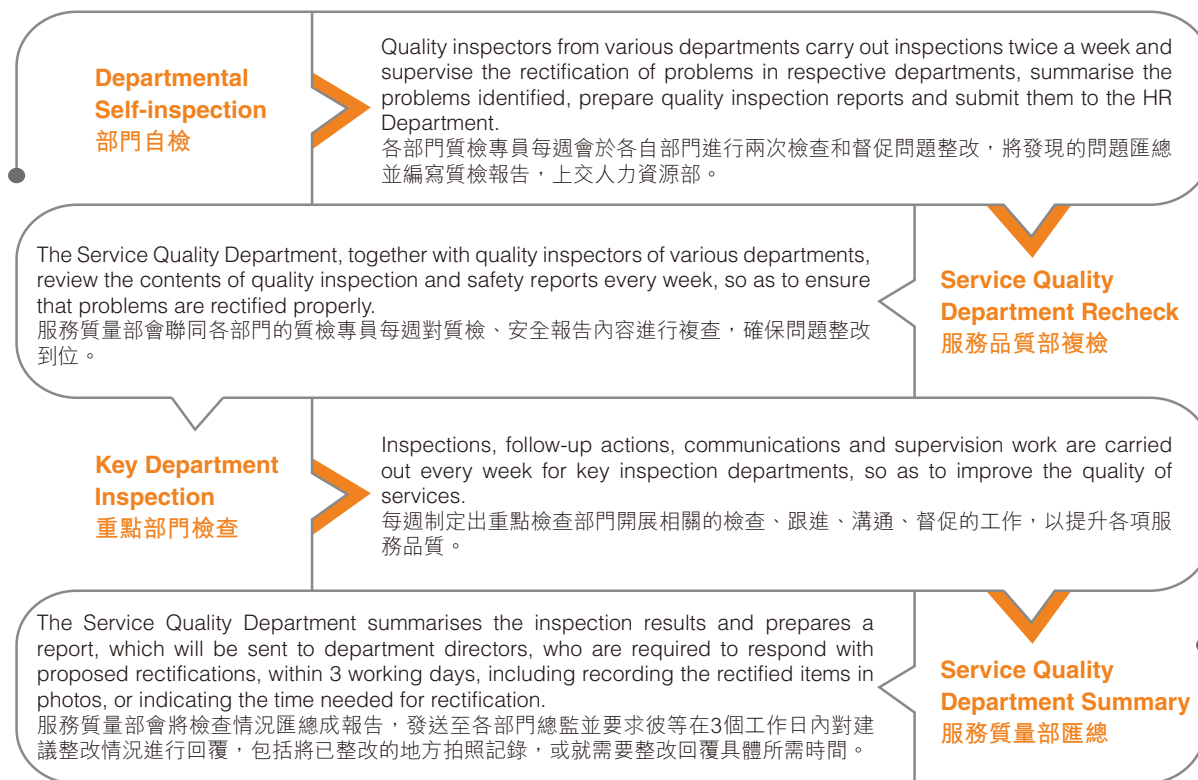 Departmental
Self-inspection
部門自檢
Quality inspectors from various departments carry out inspections twice a week and
supervise the rectification of problems in respective departments, summarise the
problems identified, prepare quality inspection reports and submit them to the HR
Department.
各部門質檢專員每週會於各自部門進行兩次檢查和督促問題整改，將發現的問題匯總
並編寫質檢報告，上交人力資源部。
The Service Quality Department, together with quality inspectors of various departments,
review the contents of quality inspection and safety reports every week, so as to ensure
that problems are rectified properly.
服務質量部會聯同各部門的質檢專員每週對質檢、安全報告內容進行複查，確保問題整改
到位。
Service Quality
Department Recheck
服務品質部複檢
Key Department
Inspection
重點部門檢查
Inspections, follow-up actions, communications and supervision work are carried
out every week for key inspection departments, so as to improve the quality of
services.
每週制定出重點檢查部門開展相關的檢查、跟進、溝通、督促的工作，以提升各項服
務品質。
The Service Quality Department summarises the inspection results and prepares a
report, which will be sent to department directors, who are required to respond with
proposed rectifications, within 3 working days, including recording the rectified items in
photos, or indicating the time needed for rectification.
服務質量部會將檢查情況匯總成報告，發送至各部門總監並要求彼等在3個工作日內對建
議整改情況進行回覆，包括將已整改的地方拍照記錄，或就需要整改回覆具體所需時間。
Service Quality
Department Summary
服務質量部匯總